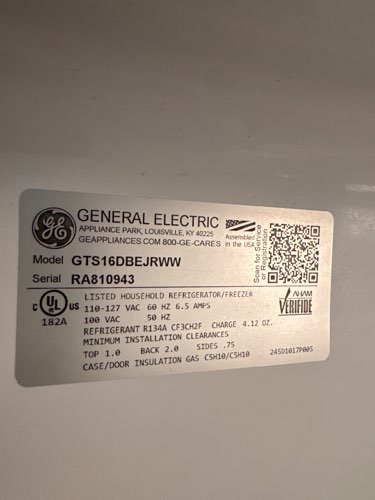 GE
GENERAL ELECTRIC
APPLIANCE PARK, LOUISVILLE, KY 40225
GEAPPLIANCES.COM 800-GE-CARES
Assembled
in the USA
Scan for Service
or Registration
Model GTS16DBEJRWW
Serial RA810943
C UL US
182A
LISTED HOUSEHOLD REFRIGERATOR/FREEZER
110-127 VAC 60 HZ 6.5 AMPS
100 VAC 50 HZ
REFRIGERANT R134A CF3CH2F CHARGE 4.12 OZ.
MINIMUM INSTALLATION CLEARANCES
TOP 1.0 BACK 2.0 SIDES .75
CASE/DOOR INSULATION GAS C5H10/C5H10
245D1017P005
AHAM
VERIFIDE